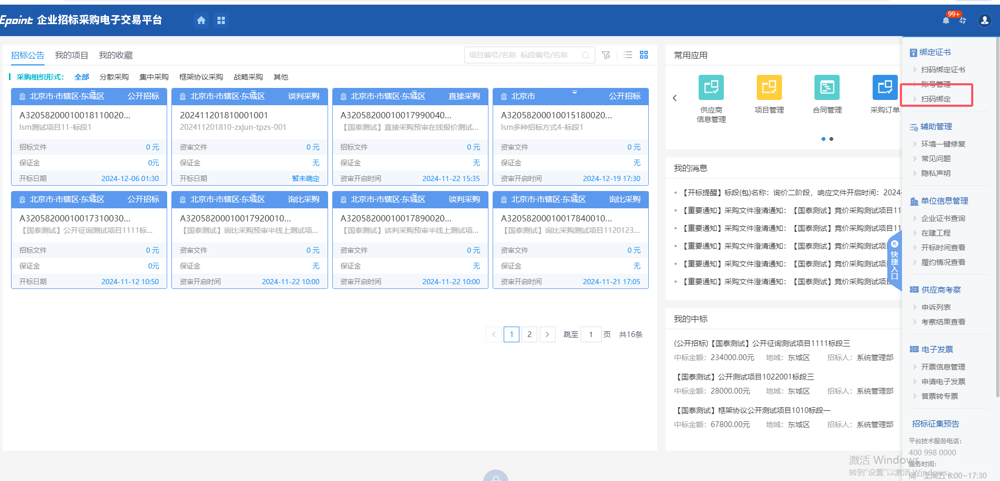 Epoint 企业招标采购电子交易平台
99+
招标公告 我的项目 我的收藏
项目编号/名称 标段编号/名称
采购组织形式： 全部 分散采购 集中采购 框架协议采购 战略采购 其他
北京市·市辖区·东城区 公开招标
A32058200010018110020...
lsm测试项目11-标段1
招标文件 0 元
保证金 0元
开标日期 2024-12-06 01:30
北京市·市辖区·东城区 谈判采购
202411201810001001
202411201810-zxjun-tpzs-001
资审文件 0 元
保证金 无
开标日期 暂未确定
北京市·市辖区·东城区 直接采购
A32058200010017990040...
【国泰测试】直接采购预审在线报价测试...
招标文件 0 元
保证金 无
资审开启时间 2024-11-22 15:35
北京市 公开招标
A32058200010015180020...
lsm多种招标方式4-标段1
资审文件 0 元
保证金 无
资审开启时间 2024-12-19 17:30
北京市·市辖区·东城区 公开招标
A32058200010017310030...
【国泰测试】公开征询测试项目1111标...
招标文件 0 元
保证金 0元
开标日期 2024-11-12 10:50
北京市·市辖区·东城区 询比采购
A32058200010017920010...
【国泰测试】询比采购预审半线上测试项...
资审文件 0 元
保证金 无
资审开启时间 2024-11-22 10:00
北京市·市辖区·东城区 谈判采购
A32058200010017890020...
【国泰测试】谈判采购预审半线上测试项...
资审文件 0 元
保证金 无
资审开启时间 2024-11-22 10:00
北京市·市辖区·东城区 询比采购
A32058200010017840010...
【国泰测试】询比采购测试项目1120123...
资审文件 0 元
保证金 无
资审开启时间 2024-11-21 17:05
1 2 跳至 1 页 共16条
常用应用
供应商
信息管理
项目管理
合同管理
采购订单
我的消息
【开标提醒】标段(包)名称：询价二阶段，响应文件开启时间：2024-
【重要通知】采购文件澄清通知：【国泰测试】竞价采购测试项目11
【重要通知】采购文件澄清通知：【国泰测试】竞价采购测试项目11
【重要通知】采购文件澄清通知：【国泰测试】竞价采购测试项
【重要通知】采购文件澄清通知：【国泰测试】竞价采购测试项
【重要通知】采购文件澄清通知：【国泰测试】竞价采购测试项
我的中标
(公开招标)【国泰测试】公开征询测试项目1111标段三
中标金额：234000.00元 地域：东城区 招标人：系统管理部
【国泰测试】公开测试项目1022001标段三
中标金额：28000.00元 地域：东城区 招标人：系统管理部
【国泰测试】框架协议公开测试项目1010标段一
中标金额：67800.00元 地域：东城区 招标人：系统管理部
快捷入口
绑定证书
扫码绑定证书
账号管理
扫码绑定
辅助管理
环境一键修复
常见问题
隐私声明
单位信息管理
企业证书查询
在建工程
开标时间查看
履约情况查看
供应商考察
申诉列表
考察结果查看
电子发票
开票信息管理
申请电子发票
普票转专票
招标征集预告
平台技术服务电话：
400 998 0000
服务时间：
周一至周五 8:00~17:30
激活 Windows
转到“设置”以激活 Windows。